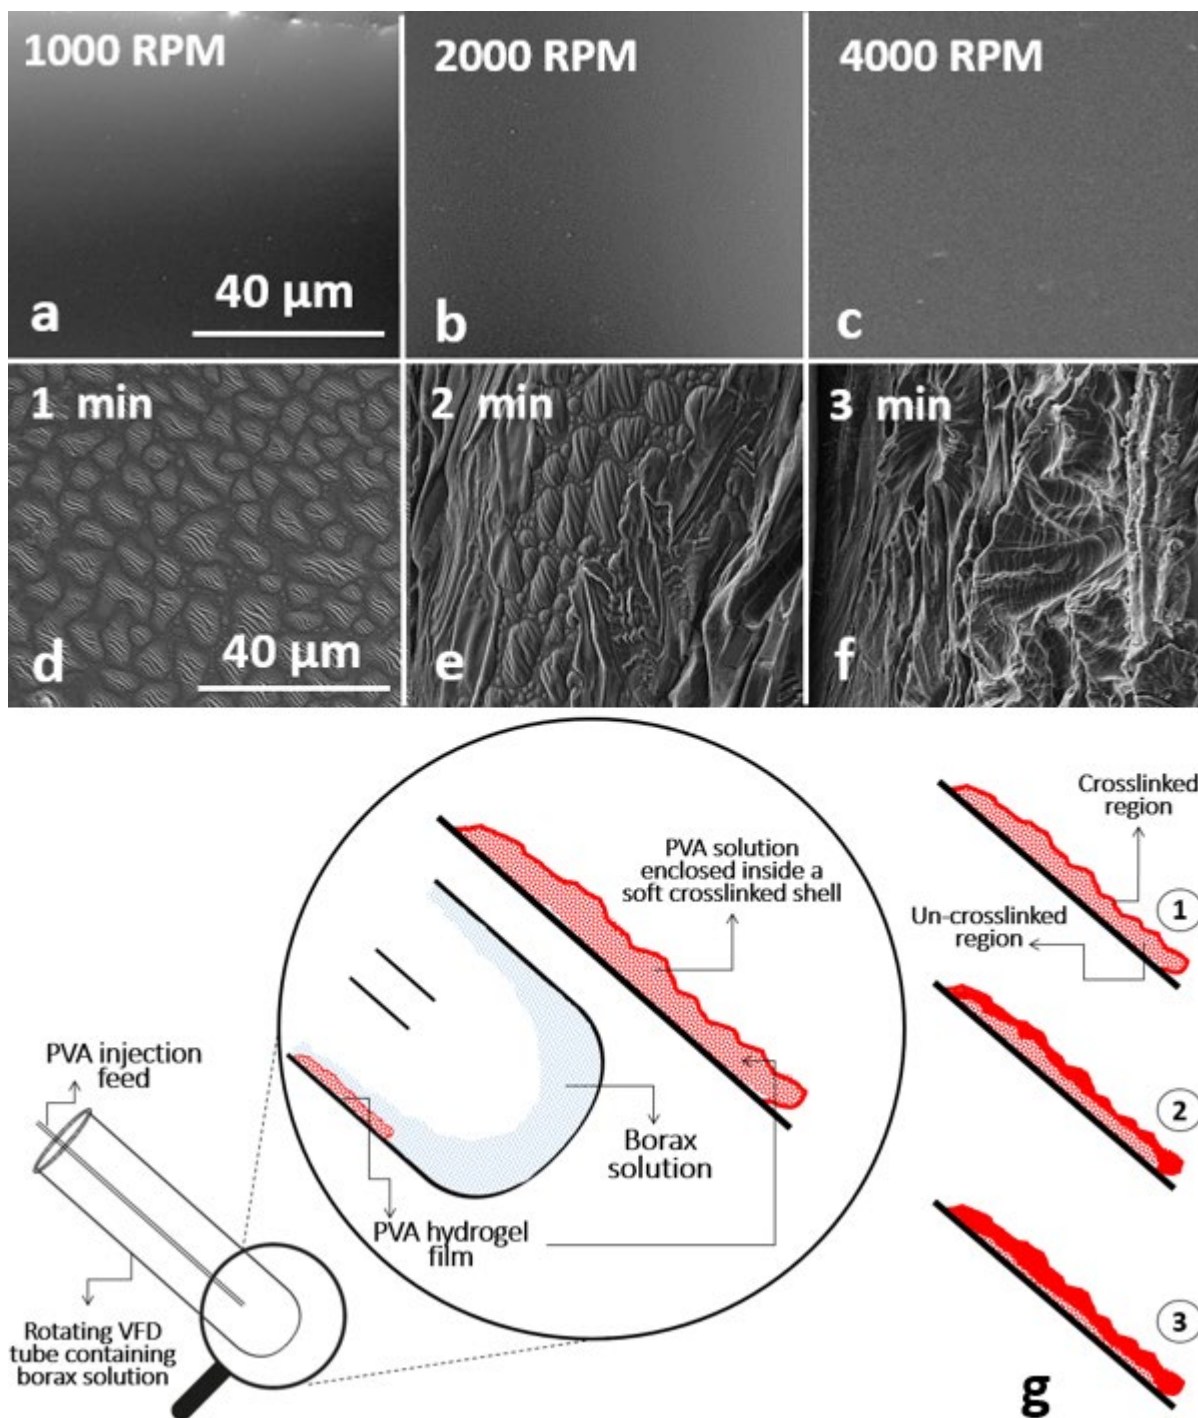 1000 RPM
2000 RPM
4000 RPM
40 µm
a
b
c
1 min
2 min
3 min
40 µm
d
e
f
PVA solution
enclosed inside a
soft crosslinked shell
Crosslinked
region
Un-crosslinked
region
1
2
3
PVA injection
feed
Borax
solution
PVA hydrogel
film
Rotating VFD
tube containing
borax solution
g